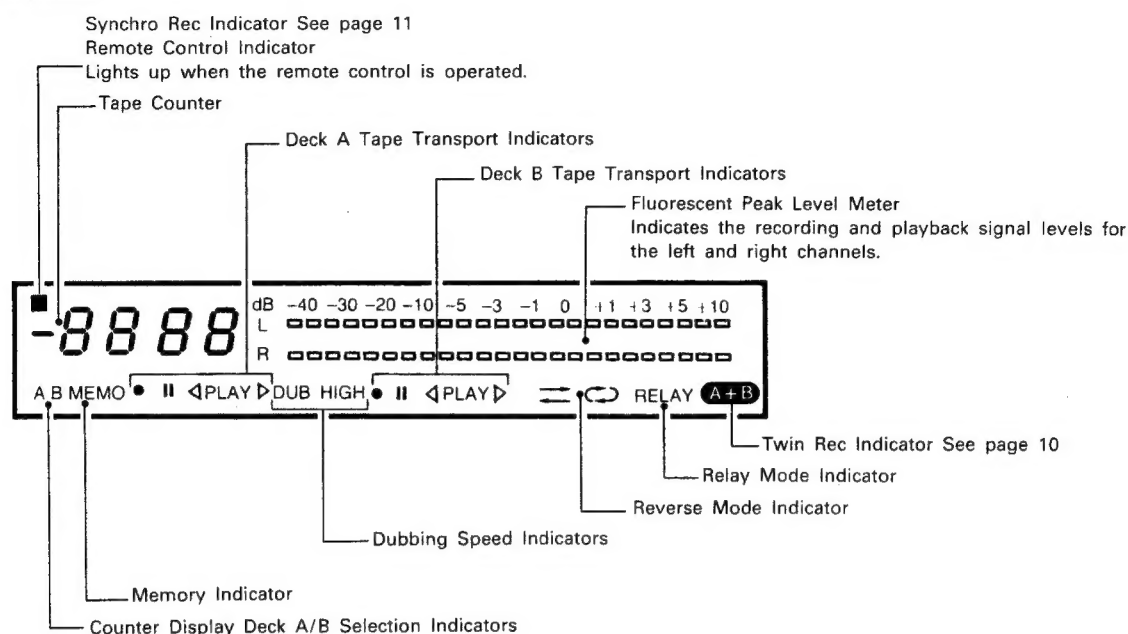 Synchro Rec Indicator See page 11
Remote Control Indicator
Lights up when the remote control is operated.
Tape Counter
Deck A Tape Transport Indicators
Deck B Tape Transport Indicators
Fluorescent Peak Level Meter
Indicates the recording and playback signal levels for
the left and right channels.
-8888
dB -40 -30 -20 -10 -5 -3 -1 0 +1 +3 +5 +10
L
R
A B MEMO ● II ◁PLAY▷ DUB HIGH ● II ◁PLAY▷ RELAY A+B
Twin Rec Indicator See page 10
Relay Mode Indicator
Reverse Mode Indicator
Dubbing Speed Indicators
Memory Indicator
Counter Display Deck A/B Selection Indicators